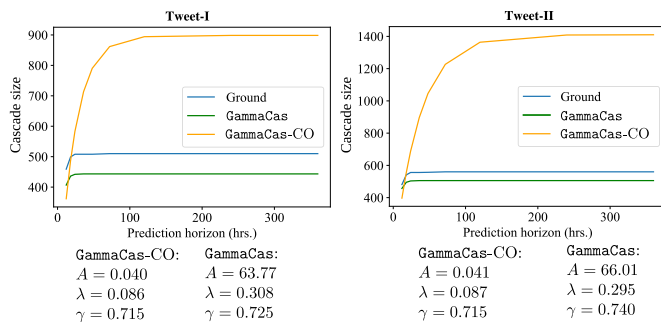 Tweet-I
900
800
700
600
500
400
Cascade size
Ground
GammaCas
GammaCas-CO
0 100 200 300
Prediction horizon (hrs.)
GammaCas-CO:
A = 0.040
λ = 0.086
γ = 0.715
GammaCas:
A = 63.77
λ = 0.308
γ = 0.725
Tweet-II
1400
1200
1000
800
600
400
Cascade size
Ground
GammaCas
GammaCas-CO
0 100 200 300
Prediction horizon (hrs.)
GammaCas-CO:
A = 0.041
λ = 0.087
γ = 0.715
GammaCas:
A = 66.01
λ = 0.295
γ = 0.740